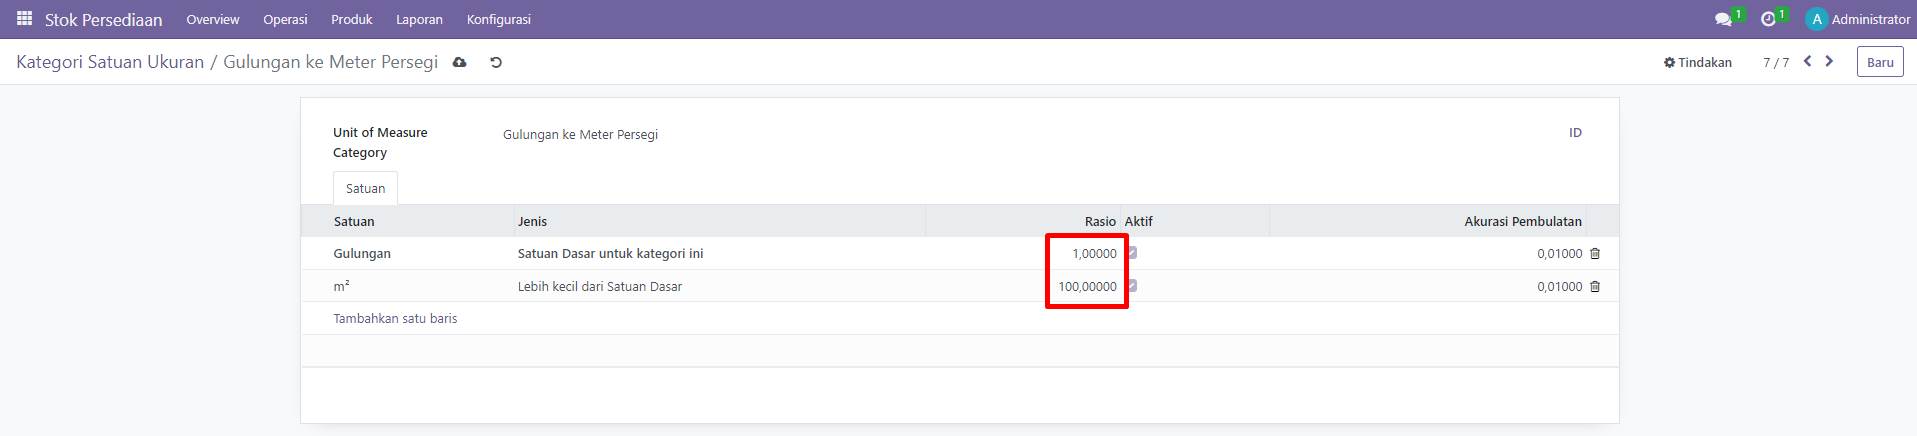 Stok Persediaan Overview Operasi Produk Laporan Konfigurasi 1 1 A Administrator
Kategori Satuan Ukuran / Gulungan ke Meter Persegi Tindakan 7 / 7 Baru
Unit of Measure Category Gulungan ke Meter Persegi ID
Satuan
Satuan Jenis Rasio Aktif Akurasi Pembulatan
Gulungan Satuan Dasar untuk kategori ini 1,00000 0,01000
m² Lebih kecil dari Satuan Dasar 100,00000 0,01000
Tambahkan satu baris